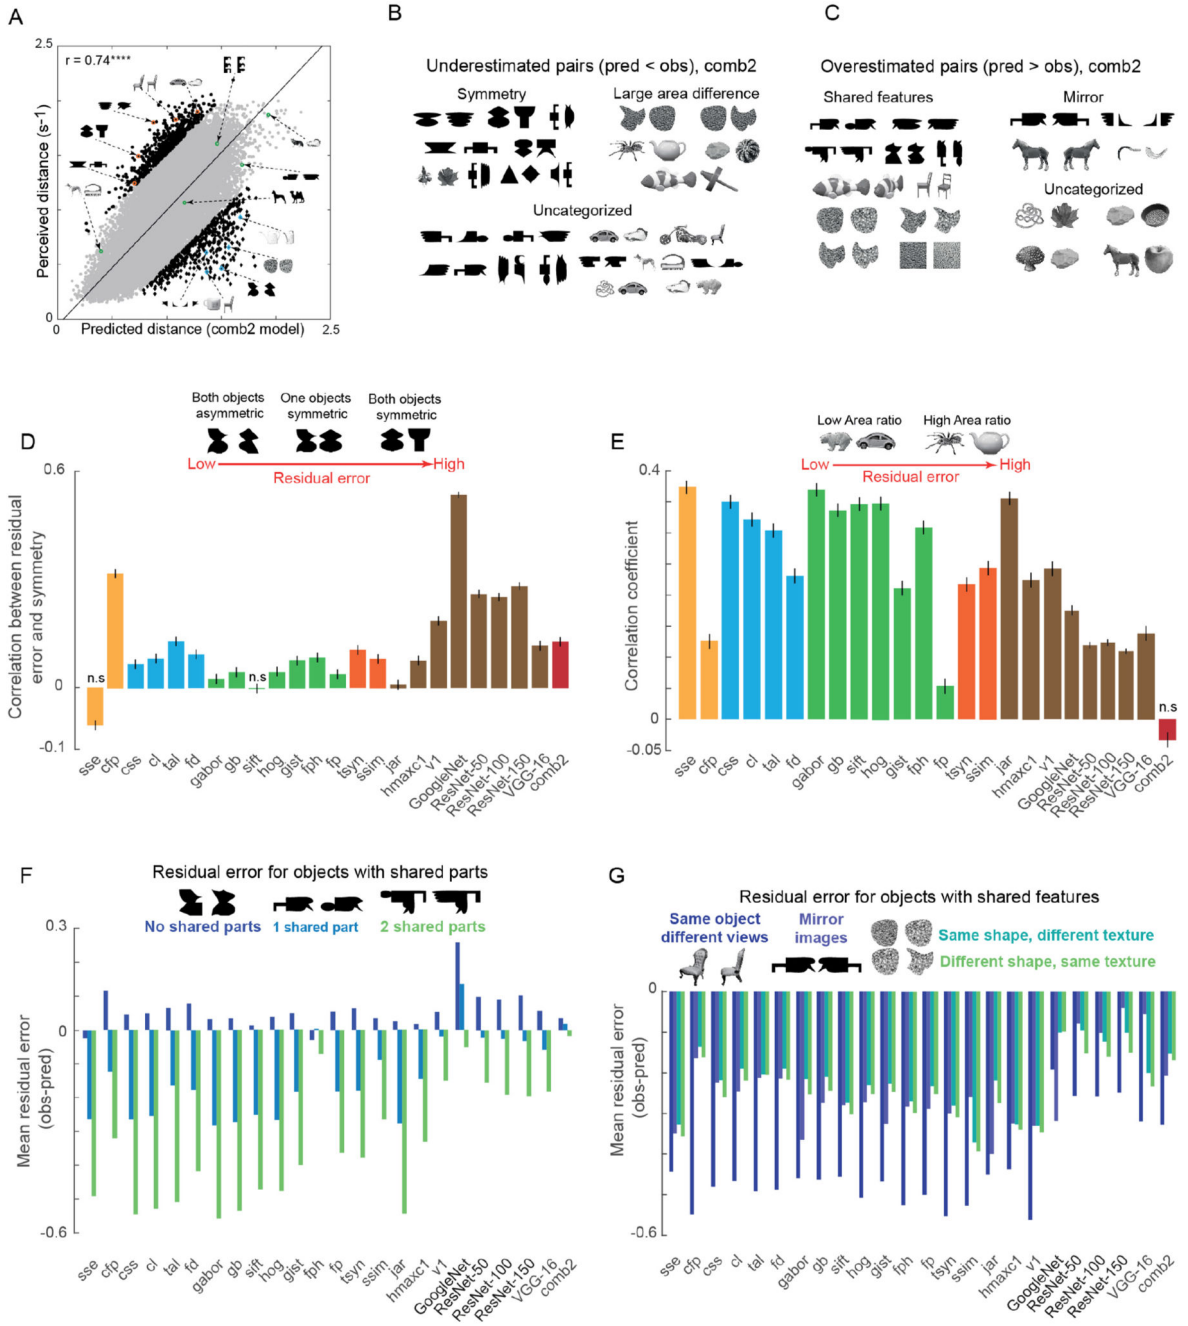 A
2.5
r = 0.74****
Perceived distance (s⁻¹)
0
0
2.5
Predicted distance (comb2 model)
B
Underestimated pairs (pred < obs), comb2
Symmetry
Large area difference
Uncategorized
C
Overestimated pairs (pred > obs), comb2
Shared features
Mirror
Uncategorized
D
Both objects asymmetric
One objects symmetric
Both objects symmetric
Low
High
Residual error
0.6
0
-0.1
Correlation between residual error and symmetry
n.s
n.s
sse
cfp
css
cl
tal
fd
gabor
gb
sift
hog
gist
fph
fp
tsyn
ssim
jar
hmaxc1
v1
GoogleNet
ResNet-50
ResNet-100
ResNet-150
VGG-16
comb2
E
Low Area ratio
High Area ratio
Low
High
Residual error
0.4
0
-0.05
Correlation coefficient
n.s
sse
cfp
css
cl
tal
fd
gabor
gb
sift
hog
gist
fph
fp
tsyn
ssim
jar
hmaxc1
v1
GoogleNet
ResNet-50
ResNet-100
ResNet-150
VGG-16
comb2
F
Residual error for objects with shared parts
No shared parts
1 shared part
2 shared parts
0.3
0
-0.6
Mean residual error (obs-pred)
sse
cfp
css
cl
tal
fd
gabor
gb
sift
hog
gist
fph
fp
tsyn
ssim
jar
hmaxc1
v1
GoogleNet
ResNet-50
ResNet-100
ResNet-150
VGG-16
comb2
G
Residual error for objects with shared features
Same object different views
Mirror images
Same shape, different texture
Different shape, same texture
0
-0.6
Mean residual error (obs-pred)
sse
cfp
css
cl
tal
fd
gabor
gb
sift
hog
gist
fph
fp
tsyn
ssim
jar
hmaxc1
v1
GoogleNet
ResNet-50
ResNet-100
ResNet-150
VGG-16
comb2